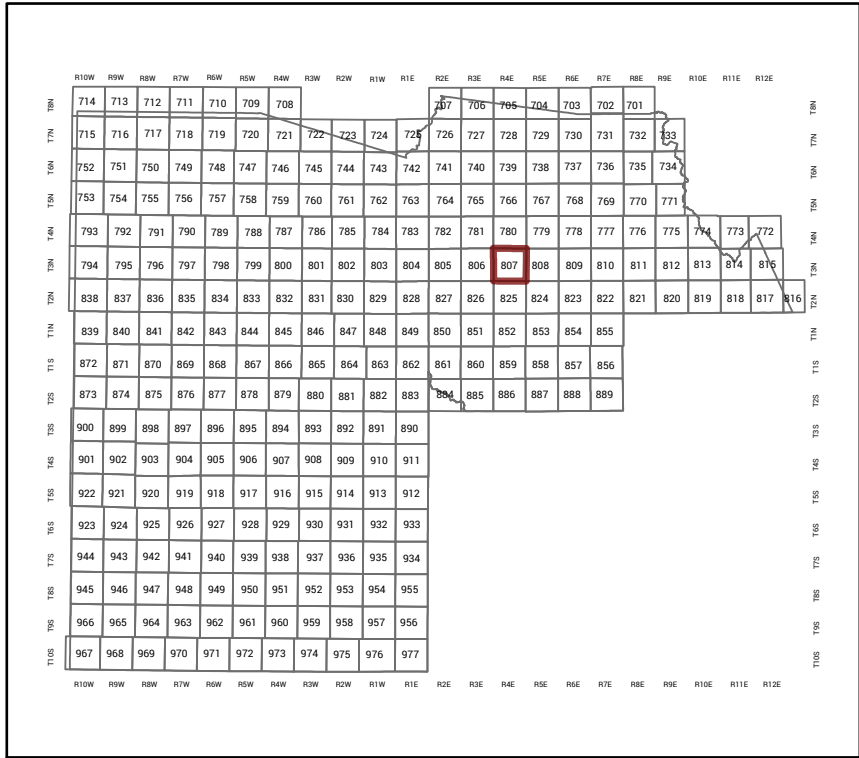 R10W R9W R8W R7W R6W R5W R4W R3W R2W R1W R1E R2E R3E R4E R5E R6E R7E R8E R9E R10E R11E R12E
T8N 714 713 712 711 710 709 708 707 706 705 704 703 702 701 T8N
T7N 715 716 717 718 719 720 721 722 723 724 725 726 727 728 729 730 731 732 733 T7N
T6N 752 751 750 749 748 747 746 745 744 743 742 741 740 739 738 737 736 735 734 T6N
T5N 753 754 755 756 757 758 759 760 761 762 763 764 765 766 767 768 769 770 771 T5N
T4N 793 792 791 790 789 788 787 786 785 784 783 782 781 780 779 778 777 776 775 774 773 772 T4N
T3N 794 795 796 797 798 799 800 801 802 803 804 805 806 807 808 809 810 811 812 813 814 815 T3N
T2N 838 837 836 835 834 833 832 831 830 829 828 827 826 825 824 823 822 821 820 819 818 817 816 T2N
T1N 839 840 841 842 843 844 845 846 847 848 849 850 851 852 853 854 855 T1N
T1S 872 871 870 869 868 867 866 865 864 863 862 861 860 859 858 857 856 T1S
T2S 873 874 875 876 877 878 879 880 881 882 883 884 885 886 887 888 889 T2S
T3S 900 899 898 897 896 895 894 893 892 891 890 T3S
T4S 901 902 903 904 905 906 907 908 909 910 911 T4S
T5S 922 921 920 919 918 917 916 915 914 913 912 T5S
T6S 923 924 925 926 927 928 929 930 931 932 933 T6S
T7S 944 943 942 941 940 939 938 937 936 935 934 T7S
T8S 945 946 947 948 949 950 951 952 953 954 955 T8S
T9S 966 965 964 963 962 961 960 959 958 957 956 T9S
T10S 967 968 969 970 971 972 973 974 975 976 977 T10S
R10W R9W R8W R7W R6W R5W R4W R3W R2W R1W R1E R2E R3E R4E R5E R6E R7E R8E R9E R10E R11E R12E